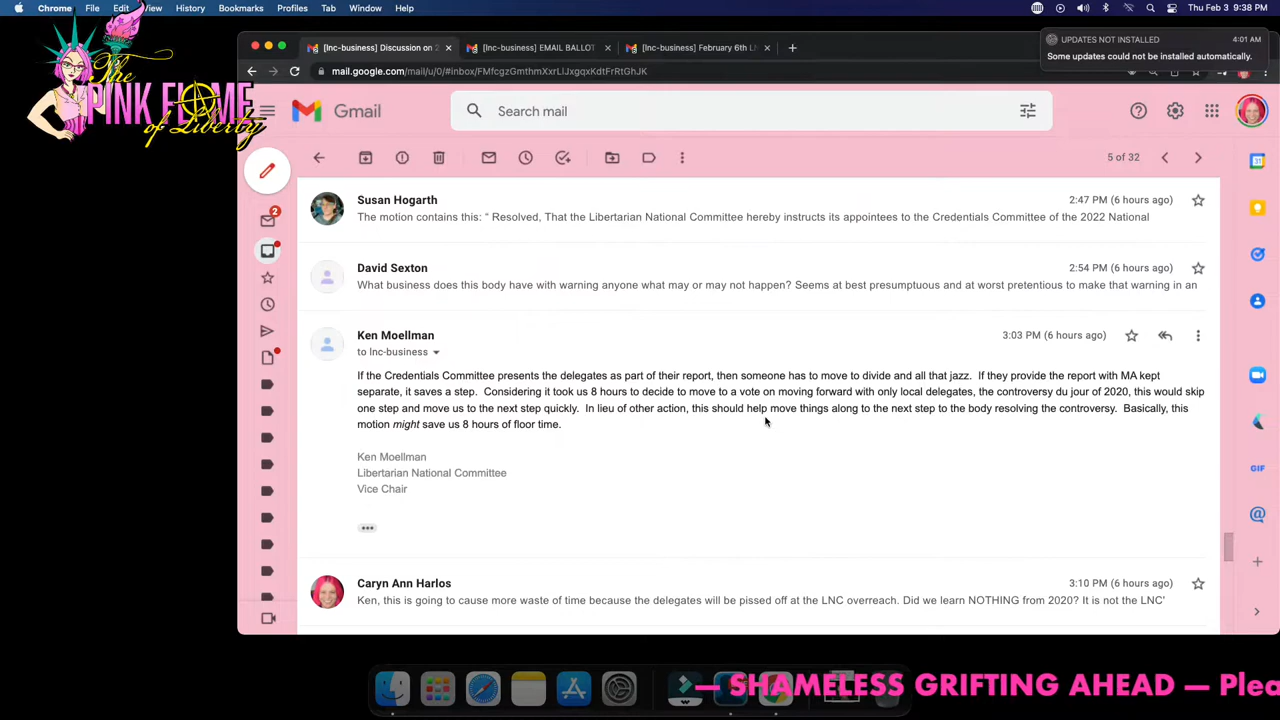 Chrome File Edit View History Bookmarks Profiles Tab Window Help
Thu Feb 3 9:38 PM
The
PINK FLAME
of Liberty
[lnc-business] Discussion on 2
[lnc-business] EMAIL BALLOT
[lnc-business] February 6th LN
UPDATES NOT INSTALLED 4:01 AM
Some updates could not be installed automatically.
mail.google.com/mail/u/0/#inbox/FMfcgzGmthmXxrLlJxgqxKdtFrRtGhJK
Gmail
Search mail
5 of 32
2
Susan Hogarth 2:47 PM (6 hours ago)
The motion contains this: “ Resolved, That the Libertarian National Committee hereby instructs its appointees to the Credentials Committee of the 2022 National
David Sexton 2:54 PM (6 hours ago)
What business does this body have with warning anyone what may or may not happen? Seems at best presumptuous and at worst pretentious to make that warning in an
Ken Moellman 3:03 PM (6 hours ago)
to lnc-business
If the Credentials Committee presents the delegates as part of their report, then someone has to move to divide and all that jazz. If they provide the report with MA kept
separate, it saves a step. Considering it took us 8 hours to decide to move to a vote on moving forward with only local delegates, the controversy du jour of 2020, this would skip
one step and move us to the next step quickly. In lieu of other action, this should help move things along to the next step to the body resolving the controversy. Basically, this
motion might save us 8 hours of floor time.
Ken Moellman
Libertarian National Committee
Vice Chair
GIF
Caryn Ann Harlos 3:10 PM (6 hours ago)
Ken, this is going to cause more waste of time because the delegates will be pissed off at the LNC overreach. Did we learn NOTHING from 2020? It is not the LNC'
— SHAMELESS GRIFTING AHEAD — Plea